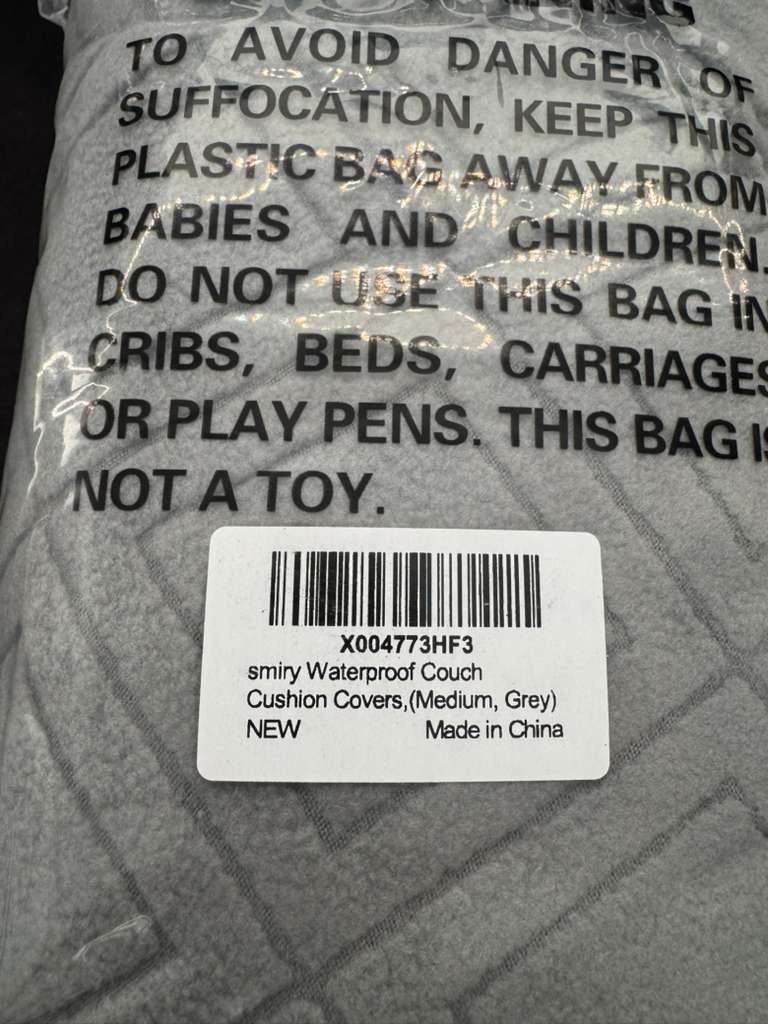 TO AVOID DANGER OF
SUFFOCATION, KEEP THIS
PLASTIC BAG AWAY FROM
BABIES AND CHILDREN.
DO NOT USE THIS BAG IN
CRIBS, BEDS, CARRIAGES
OR PLAY PENS. THIS BAG IS
NOT A TOY.
X004773HF3
smiry Waterproof Couch
Cushion Covers,(Medium, Grey)
NEW Made in China